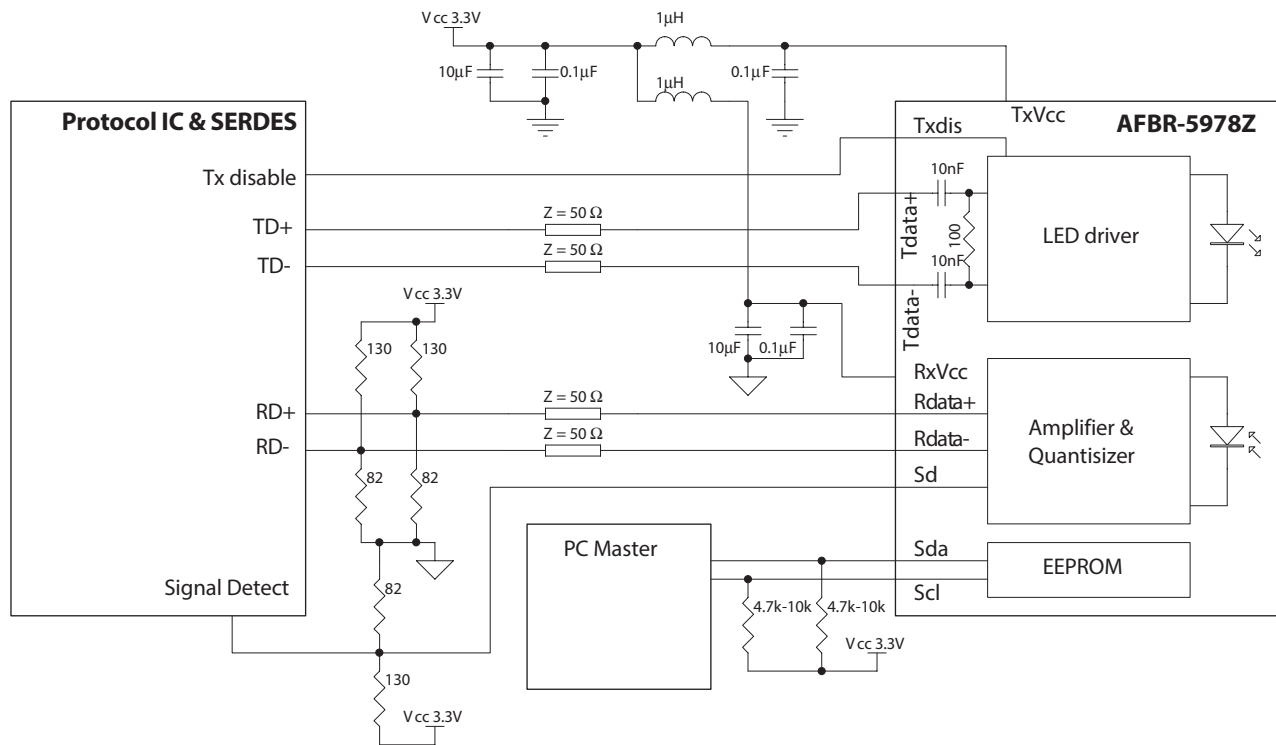 Vcc 3.3V
1µH
10µF
0.1µF
1µH
0.1µF
Protocol IC & SERDES
Tx disable
TD+
TD-
RD+
RD-
Signal Detect
Z = 50 Ω
Z = 50 Ω
Vcc 3.3V
130
130
82
82
82
130
Vcc 3.3V
10µF
0.1µF
Z = 50 Ω
Z = 50 Ω
PC Master
4.7k-10k
4.7k-10k
Vcc 3.3V
AFBR-5978Z
TxVcc
Txdis
Tdata+
Tdata-
10nF
100
10nF
LED driver
RxVcc
Rdata+
Rdata-
Sd
Amplifier &
Quantisizer
Sda
Scl
EEPROM